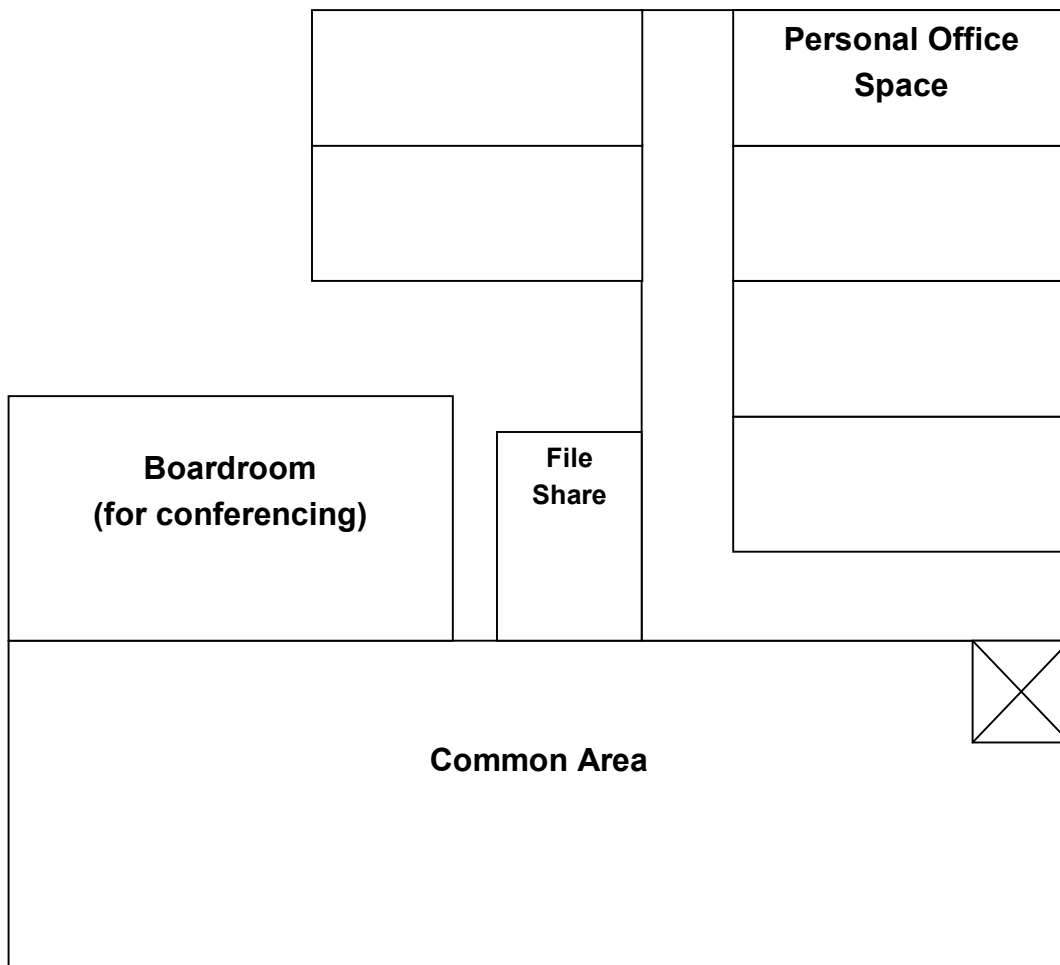 Personal Office
Space
Boardroom
(for conferencing)
File
Share
Common Area